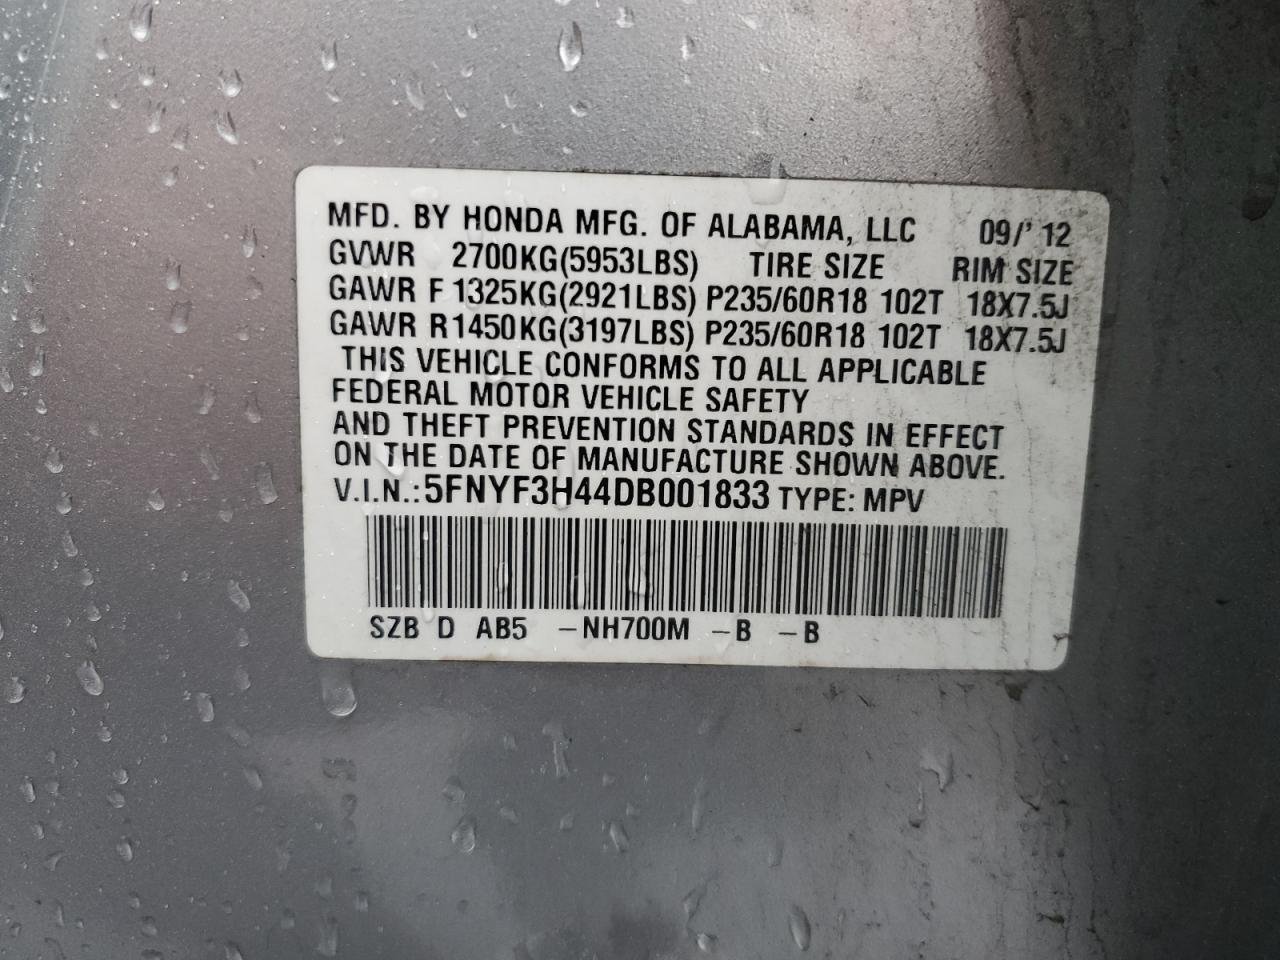 MFD. BY HONDA MFG. OF ALABAMA, LLC 09/' 12
GVWR 2700KG(5953LBS) TIRE SIZE RIM SIZE
GAWR F 1325KG(2921LBS) P235/60R18 102T 18X7.5J
GAWR R1450KG(3197LBS) P235/60R18 102T 18X7.5J
THIS VEHICLE CONFORMS TO ALL APPLICABLE
FEDERAL MOTOR VEHICLE SAFETY
AND THEFT PREVENTION STANDARDS IN EFFECT
ON THE DATE OF MANUFACTURE SHOWN ABOVE.
V.I.N.:5FNYF3H44DB001833 TYPE: MPV
SZB D AB5 –NH700M –B –B